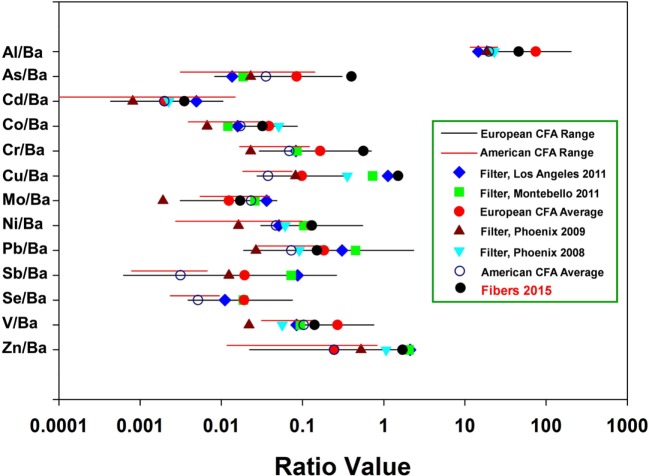 Al/Ba
As/Ba
Cd/Ba
Co/Ba
Cr/Ba
Cu/Ba
Mo/Ba
Ni/Ba
Pb/Ba
Sb/Ba
Se/Ba
V/Ba
Zn/Ba
European CFA Range
American CFA Range
Filter, Los Angeles 2011
Filter, Montebello 2011
European CFA Average
Filter, Phoenix 2009
Filter, Phoenix 2008
American CFA Average
Fibers 2015
0.0001 0.001 0.01 0.1 1 10 100 1000
Ratio Value